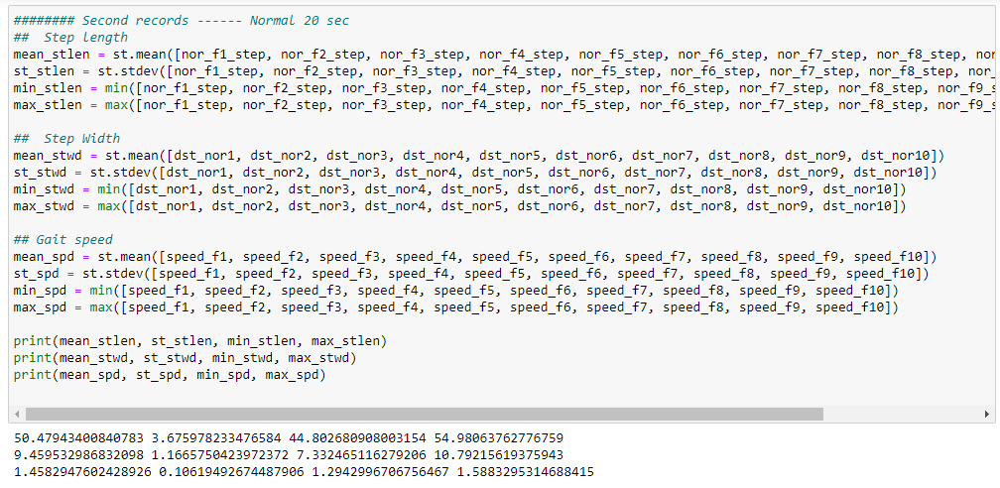 ######## Second records ------ Normal 20 sec
##  Step length
mean_stlen = st.mean([nor_f1_step, nor_f2_step, nor_f3_step, nor_f4_step, nor_f5_step, nor_f6_step, nor_f7_step, nor_f8_step, nor
st_stlen = st.stdev([nor_f1_step, nor_f2_step, nor_f3_step, nor_f4_step, nor_f5_step, nor_f6_step, nor_f7_step, nor_f8_step, nor_
min_stlen = min([nor_f1_step, nor_f2_step, nor_f3_step, nor_f4_step, nor_f5_step, nor_f6_step, nor_f7_step, nor_f8_step, nor_f9_s
max_stlen = max([nor_f1_step, nor_f2_step, nor_f3_step, nor_f4_step, nor_f5_step, nor_f6_step, nor_f7_step, nor_f8_step, nor_f9_s
##  Step Width
mean_stwd = st.mean([dst_nor1, dst_nor2, dst_nor3, dst_nor4, dst_nor5, dst_nor6, dst_nor7, dst_nor8, dst_nor9, dst_nor10])
st_stwd = st.stdev([dst_nor1, dst_nor2, dst_nor3, dst_nor4, dst_nor5, dst_nor6, dst_nor7, dst_nor8, dst_nor9, dst_nor10])
min_stwd = min([dst_nor1, dst_nor2, dst_nor3, dst_nor4, dst_nor5, dst_nor6, dst_nor7, dst_nor8, dst_nor9, dst_nor10])
max_stwd = max([dst_nor1, dst_nor2, dst_nor3, dst_nor4, dst_nor5, dst_nor6, dst_nor7, dst_nor8, dst_nor9, dst_nor10])
## Gait speed
mean_spd = st.mean([speed_f1, speed_f2, speed_f3, speed_f4, speed_f5, speed_f6, speed_f7, speed_f8, speed_f9, speed_f10])
st_spd = st.stdev([speed_f1, speed_f2, speed_f3, speed_f4, speed_f5, speed_f6, speed_f7, speed_f8, speed_f9, speed_f10])
min_spd = min([speed_f1, speed_f2, speed_f3, speed_f4, speed_f5, speed_f6, speed_f7, speed_f8, speed_f9, speed_f10])
max_spd = max([speed_f1, speed_f2, speed_f3, speed_f4, speed_f5, speed_f6, speed_f7, speed_f8, speed_f9, speed_f10])
print(mean_stlen, st_stlen, min_stlen, max_stlen)
print(mean_stwd, st_stwd, min_stwd, max_stwd)
print(mean_spd, st_spd, min_spd, max_spd)
50.47943400840783 3.675978233476584 44.802680908003154 54.98063762776759
9.459532986832098 1.1665750423972372 7.332465116279206 10.79215619375943
1.4582947602428926 0.10619492674487906 1.2942996706756467 1.5883295314688415